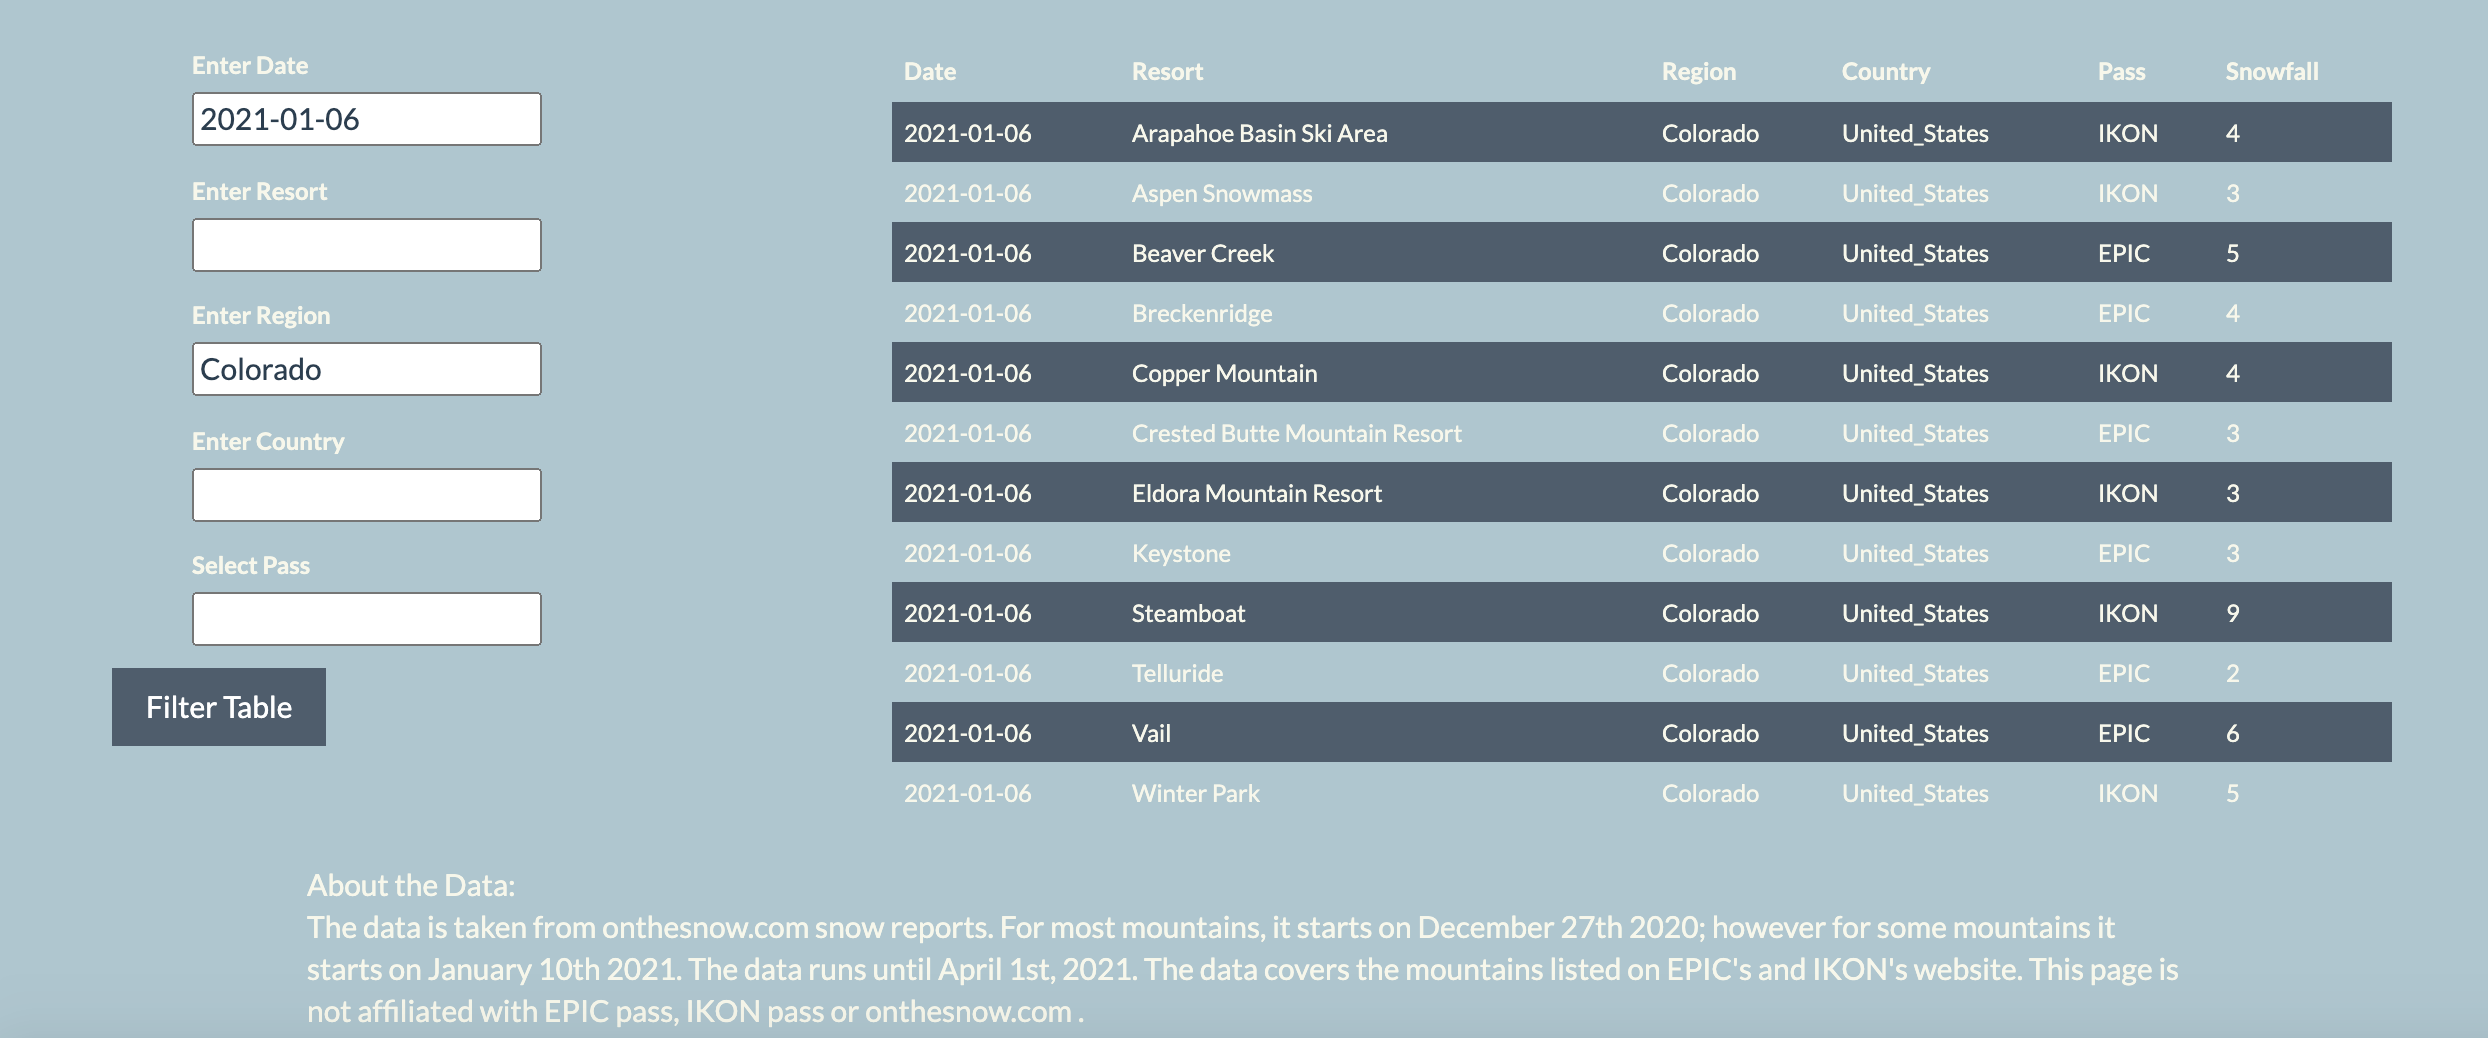 Enter Date
2021-01-06
Enter Resort
Enter Region
Colorado
Enter Country
Select Pass
Filter Table
Date Resort Region Country Pass Snowfall
2021-01-06 Arapahoe Basin Ski Area Colorado United_States IKON 4
2021-01-06 Aspen Snowmass Colorado United_States IKON 3
2021-01-06 Beaver Creek Colorado United_States EPIC 5
2021-01-06 Breckenridge Colorado United_States EPIC 4
2021-01-06 Copper Mountain Colorado United_States IKON 4
2021-01-06 Crested Butte Mountain Resort Colorado United_States EPIC 3
2021-01-06 Eldora Mountain Resort Colorado United_States IKON 3
2021-01-06 Keystone Colorado United_States EPIC 3
2021-01-06 Steamboat Colorado United_States IKON 9
2021-01-06 Telluride Colorado United_States EPIC 2
2021-01-06 Vail Colorado United_States EPIC 6
2021-01-06 Winter Park Colorado United_States IKON 5
About the Data:
The data is taken from onthesnow.com snow reports. For most mountains, it starts on December 27th 2020; however for some mountains it
starts on January 10th 2021. The data runs until April 1st, 2021. The data covers the mountains listed on EPIC's and IKON's website. This page is
not affiliated with EPIC pass, IKON pass or onthesnow.com .